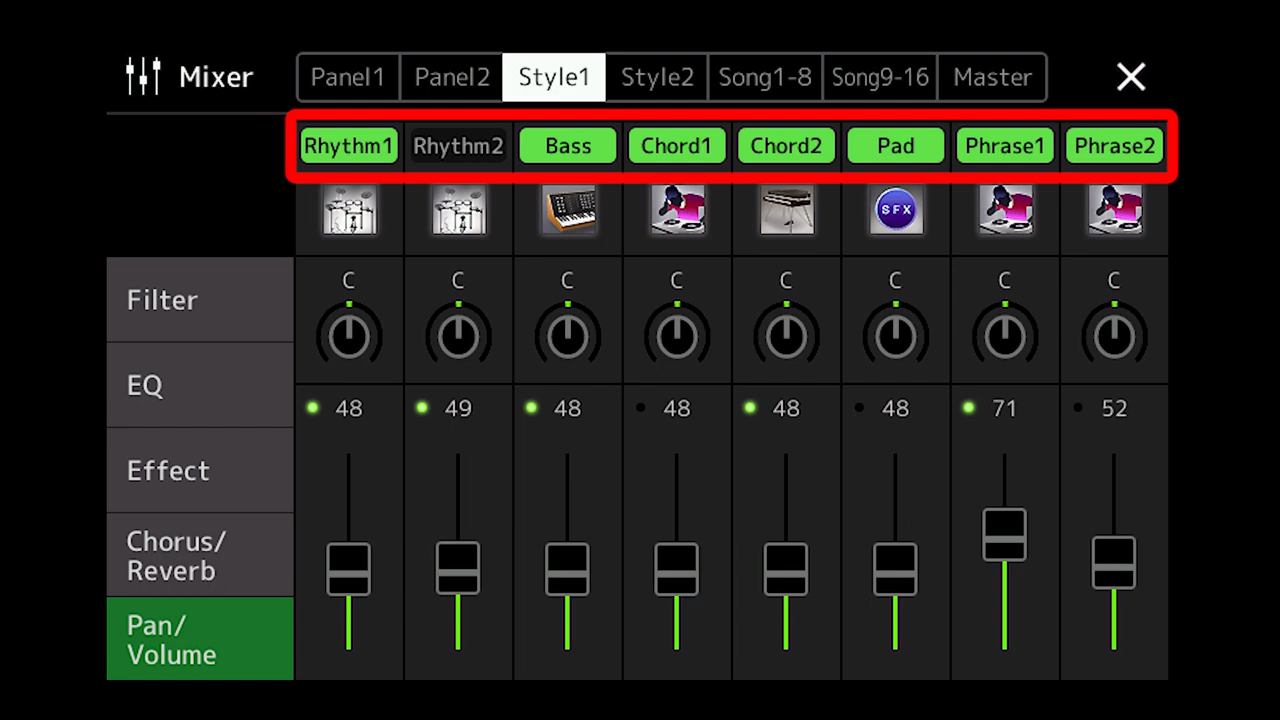 Mixer Panel1 Panel2 Style1 Style2 Song1-8 Song9-16 Master
Rhythm1 Rhythm2 Bass Chord1 Chord2 Pad Phrase1 Phrase2
SFX
Filter
C C C C C C C C
EQ
48 49 48 48 48 48 71 52
Effect
Chorus/
Reverb
Pan/
Volume